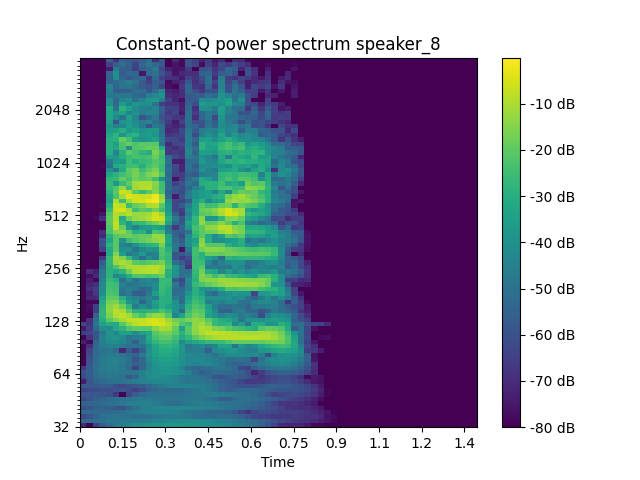 Constant-Q power spectrum speaker_8
Hz
2048
1024
512
256
128
64
32
0 0.15 0.3 0.45 0.6 0.75 0.9 1.1 1.2 1.4
Time
-10 dB
-20 dB
-30 dB
-40 dB
-50 dB
-60 dB
-70 dB
-80 dB